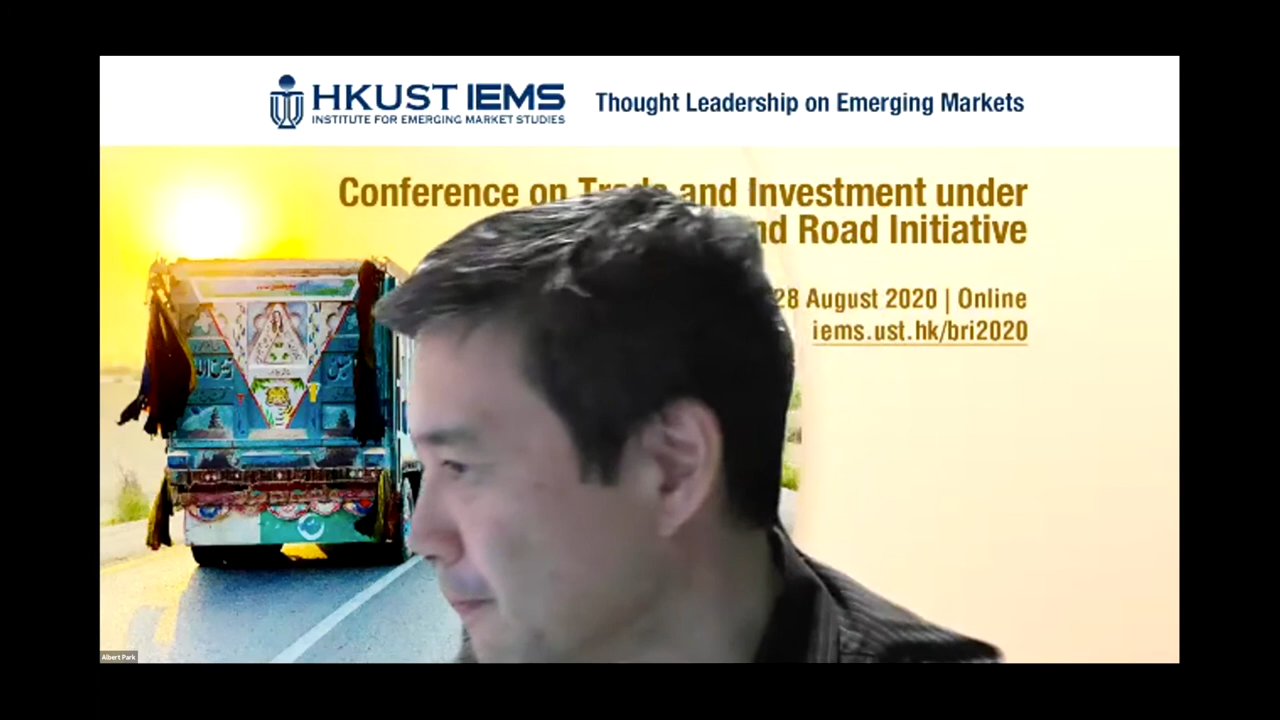 HKUST IEMS
INSTITUTE FOR EMERGING MARKET STUDIES
Thought Leadership on Emerging Markets
Conference on Trade and Investment under
nd Road Initiative
28 August 2020 | Online
iems.ust.hk/bri2020
Albert Park